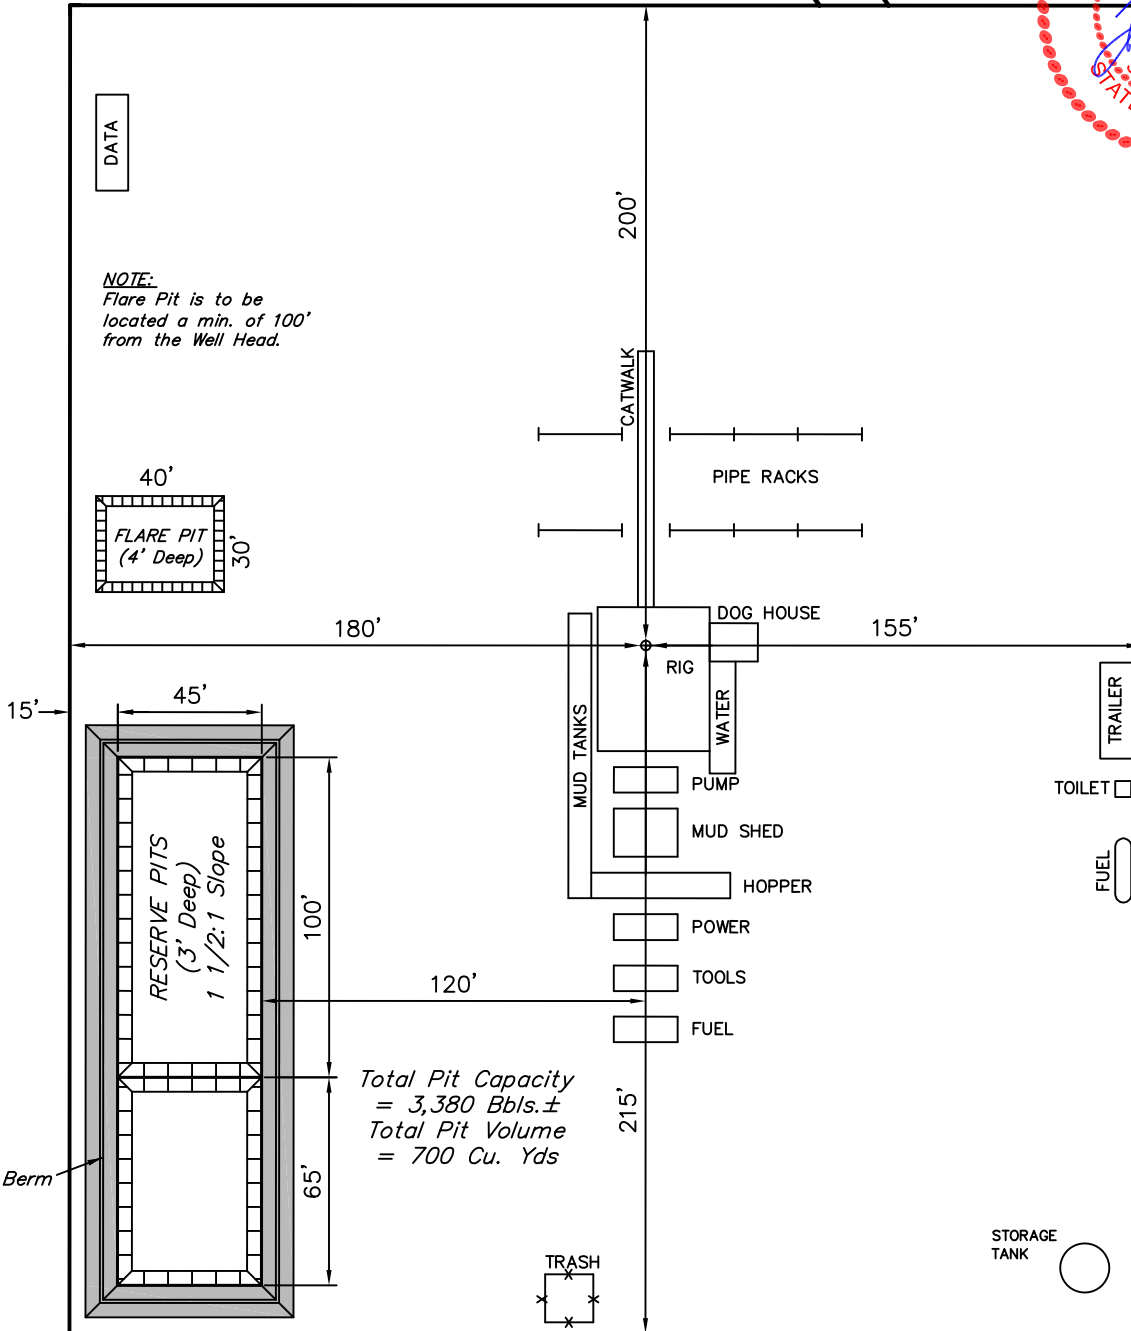 STATE
DATA
200'
NOTE:
Flare Pit is to be
located a min. of 100'
from the Well Head.
CATWALK
PIPE RACKS
40'
FLARE PIT
(4' Deep)
30'
DOG HOUSE
180'
155'
RIG
15'
45'
MUD TANKS
WATER
TRAILER
PUMP
TOILET
MUD SHED
RESERVE PITS
(3' Deep)
1 1/2:1 Slope
100'
HOPPER
FUEL
POWER
120'
TOOLS
FUEL
Total Pit Capacity
= 3,380 Bbls.±
Total Pit Volume
= 700 Cu. Yds
215'
65'
Berm
STORAGE
TANK
TRASH